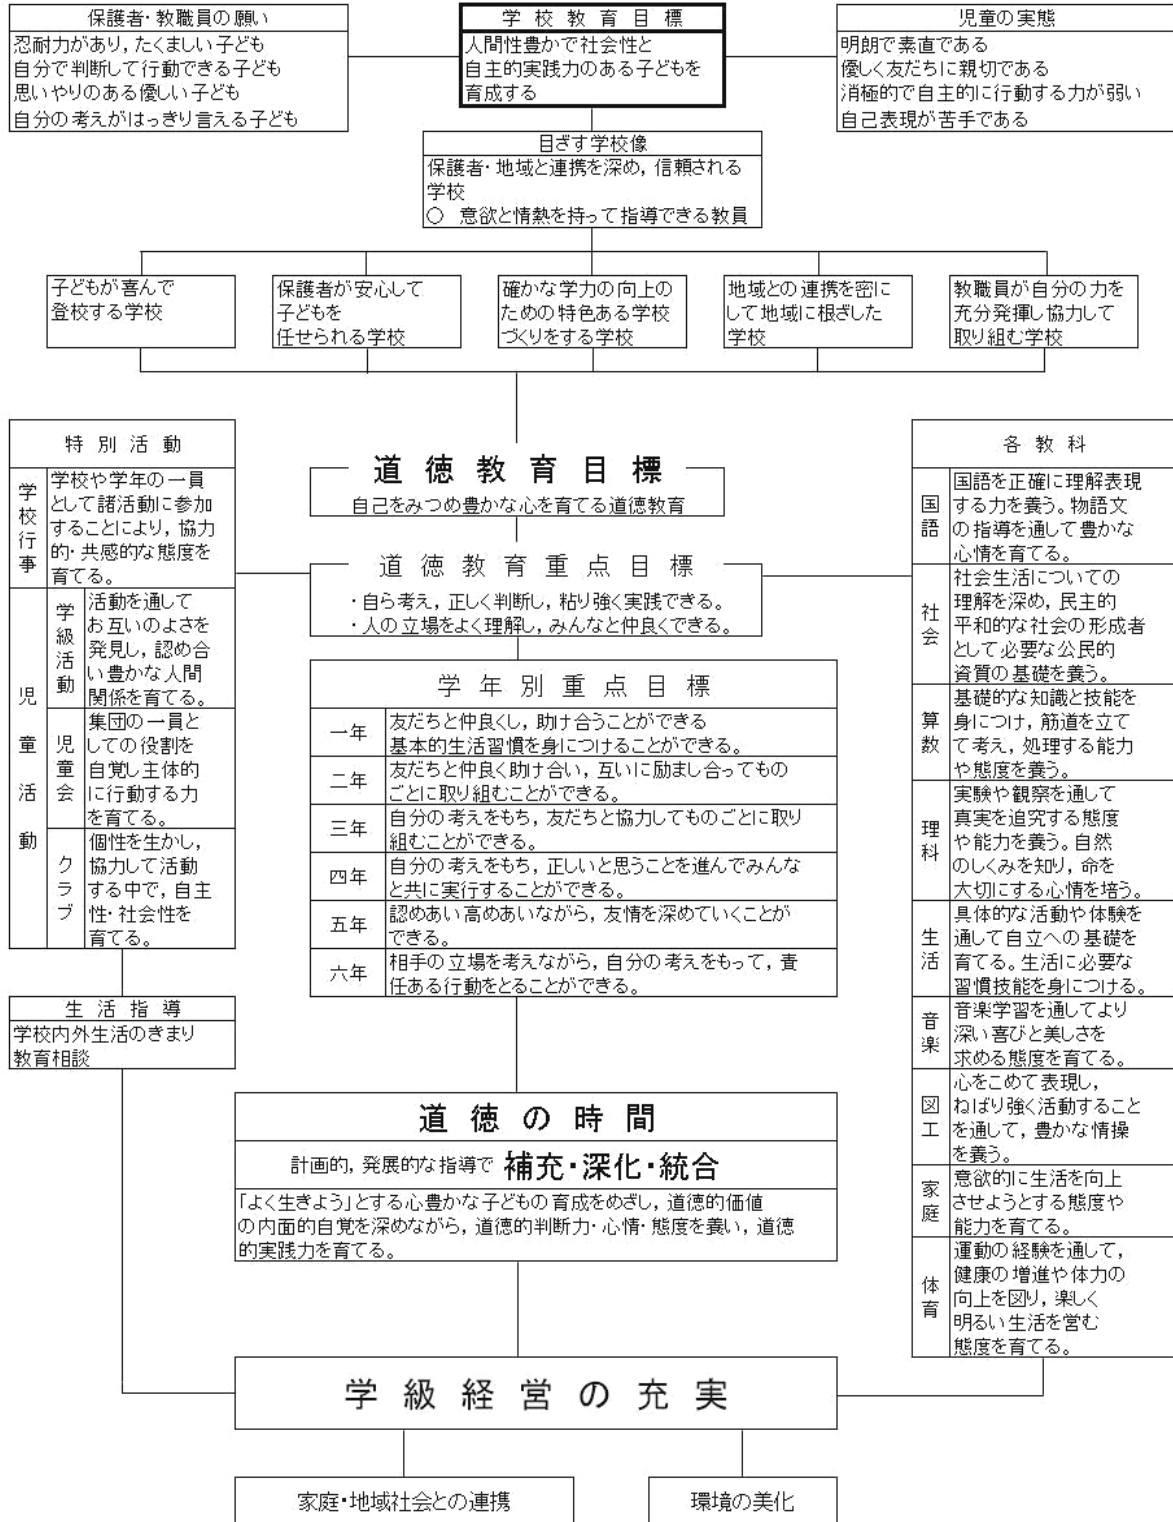 保護者・教職員の願い
忍耐力があり，たくましい子ども
自分で判断して行動できる子ども
思いやりのある優しい子ども
自分の考えがはっきり言える子ども
学校教育目標
人間性豊かで社会性と
自主的実践力のある子どもを
育成する
児童の実態
明朗で素直である
優しく友だちに親切である
消極的で自主的に行動する力が弱い
自己表現が苦手である
目ざす学校像
保護者・地域と連携を深め，信頼される
学校
○　意欲と情熱を持って指導できる教員
子どもが喜んで
登校する学校
保護者が安心して
子どもを
任せられる学校
確かな学力の向上の
ための特色ある学校
づくりをする学校
地域との連携を密に
して地域に根ざした
学校
教職員が自分の力を
充分発揮し協力して
取り組む学校
特別活動
学校行事
学校や学年の一員
として諸活動に参加
することにより，協力
的・共感的な態度を
育てる。
児童活動
学級活動
活動を通して
お互いのよさを
発見し，認め合
い豊かな人間
関係を育てる。
児童会
集団の一員と
しての役割を
自覚し主体的
に行動する力
を育てる。
クラブ
個性を生かし，
協力して活動
する中で，自主
性・社会性を
育てる。
生活指導
学校内外生活のきまり
教育相談
道徳教育目標
自己をみつめ豊かな心を育てる道徳教育
道徳教育重点目標
・自ら考え，正しく判断し，粘り強く実践できる。
・人の立場をよく理解し，みんなと仲良くできる。
学年別重点目標
一年
友だちと仲良くし，助け合うことができる
基本的生活習慣を身につけることができる。
二年
友だちと仲良く助け合い，互いに励まし合ってもの
ごとに取り組むことができる。
三年
自分の考えをもち，友だちと協力してものごとに取り
組むことができる。
四年
自分の考えをもち，正しいと思うことを進んでみんな
と共に実行することができる。
五年
認めあい高めあいながら，友情を深めていくことが
できる。
六年
相手の立場を考えながら，自分の考えをもって，責
任ある行動をとることができる。
道徳の時間
計画的，発展的な指導で 補充・深化・統合
「よく生きよう」とする心豊かな子どもの育成をめざし，道徳的価値
の内面的自覚を深めながら，道徳的判断力・心情・態度を養い，道徳
的実践力を育てる。
各教科
国語
国語を正確に理解表現
する力を養う。物語文
の指導を通して豊かな
心情を育てる。
社会
社会生活についての
理解を深め，民主的
平和的な社会の形成者
として必要な公民的
資質の基礎を養う。
算数
基礎的な知識と技能を
身につけ，筋道を立て
て考え，処理する能力
や態度を養う。
理科
実験や観察を通して
真実を追究する態度
や能力を養う。自然
のしくみを知り，命を
大切にする心情を培う。
生活
具体的な活動や体験を
通して自立への基礎を
育てる。生活に必要な
習慣技能を身につける。
音楽
音楽学習を通してより
深い喜びと美しさを
求める態度を育てる。
図工
心をこめて表現し，
ねばり強く活動すること
を通して，豊かな情操
を養う。
家庭
意欲的に生活を向上
させようとする態度や
能力を育てる。
体育
運動の経験を通して，
健康の増進や体力の
向上を図り，楽しく
明るい生活を営む
態度を育てる。
学級経営の充実
家庭・地域社会との連携
環境の美化